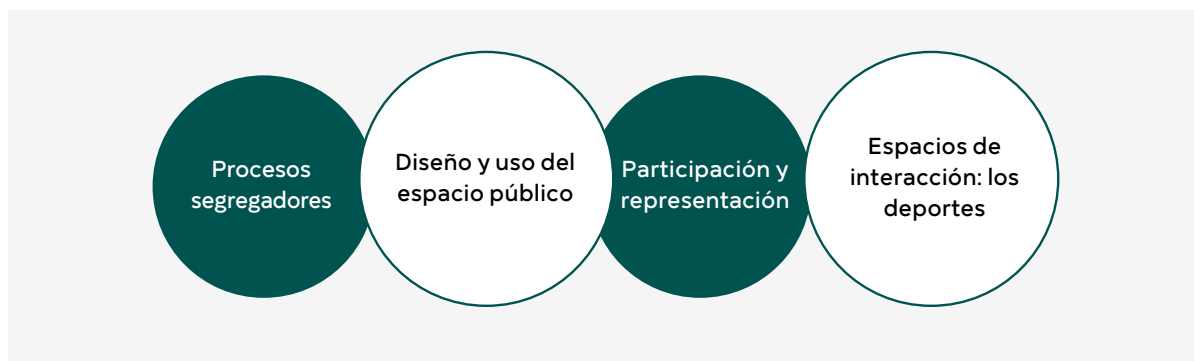 Procesos
segregadores
Diseño y uso del
espacio público
Participación y
representación
Espacios de
interacción: los
deportes